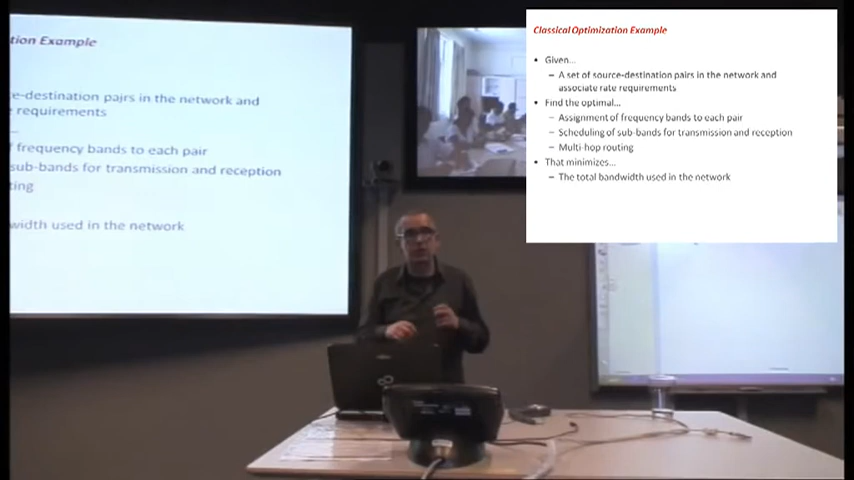 tion Example
e-destination pairs in the network and
requirements
f frequency bands to each pair
sub-bands for transmission and reception
ting
width used in the network
Classical Optimization Example
• Given...
– A set of source-destination pairs in the network and
associate rate requirements
• Find the optimal...
– Assignment of frequency bands to each pair
– Scheduling of sub-bands for transmission and reception
– Multi-hop routing
• That minimizes...
– The total bandwidth used in the network